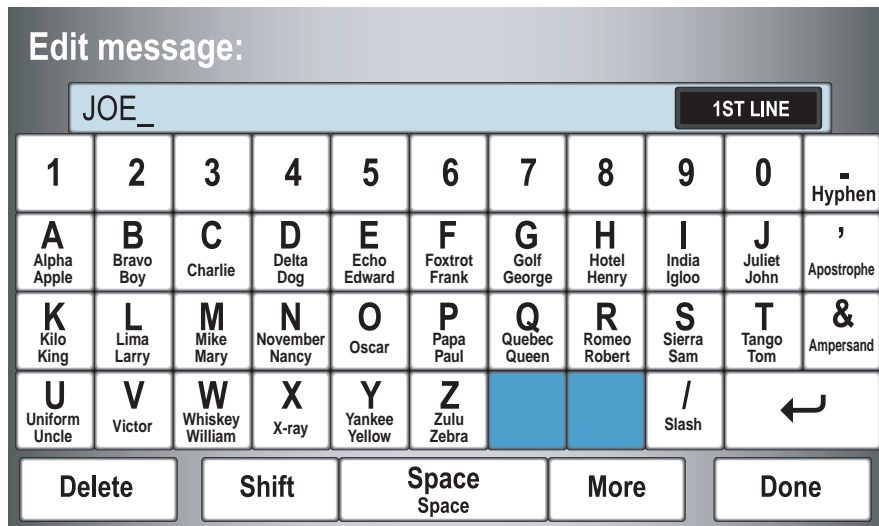 Edit message:
JOE_ 1ST LINE
1 2 3 4 5 6 7 8 9 0 -
Hyphen
A B C D E F G H I J ’
Alpha Bravo Charlie Delta Echo Foxtrot Golf Hotel India Juliet Apostrophe
Apple Boy Dog Edward Frank George Henry Igloo John
K L M N O P Q R S T &
Kilo Lima Mike November Oscar Papa Quebec Romeo Sierra Tango Ampersand
King Larry Mary Nancy Paul Queen Robert Sam Tom
U V W X Y Z /
Uniform Victor Whiskey X-ray Yankee Zulu Slash
Uncle William Yellow Zebra
Delete Shift Space More Done
Space